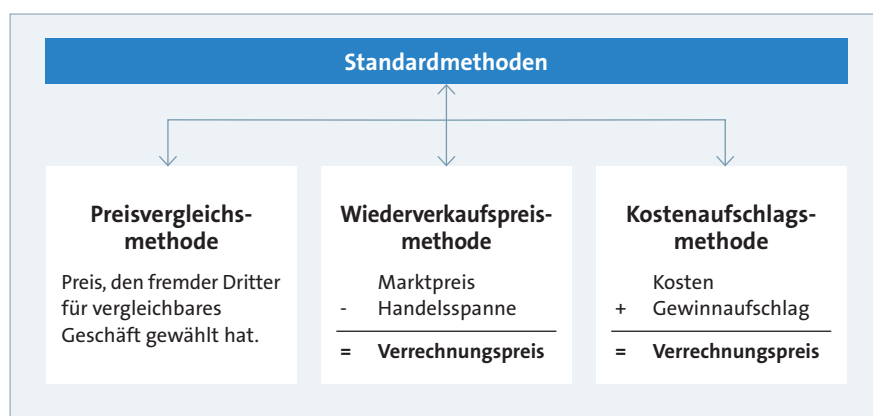 Standardmethoden
Preisvergleichs-
methode
Preis, den fremder Dritter
für vergleichbares
Geschäft gewählt hat.
Wiederverkaufspreis-
methode
Marktpreis
- Handelsspanne
= Verrechnungspreis
Kostenaufschlags-
methode
Kosten
+ Gewinnaufschlag
= Verrechnungspreis